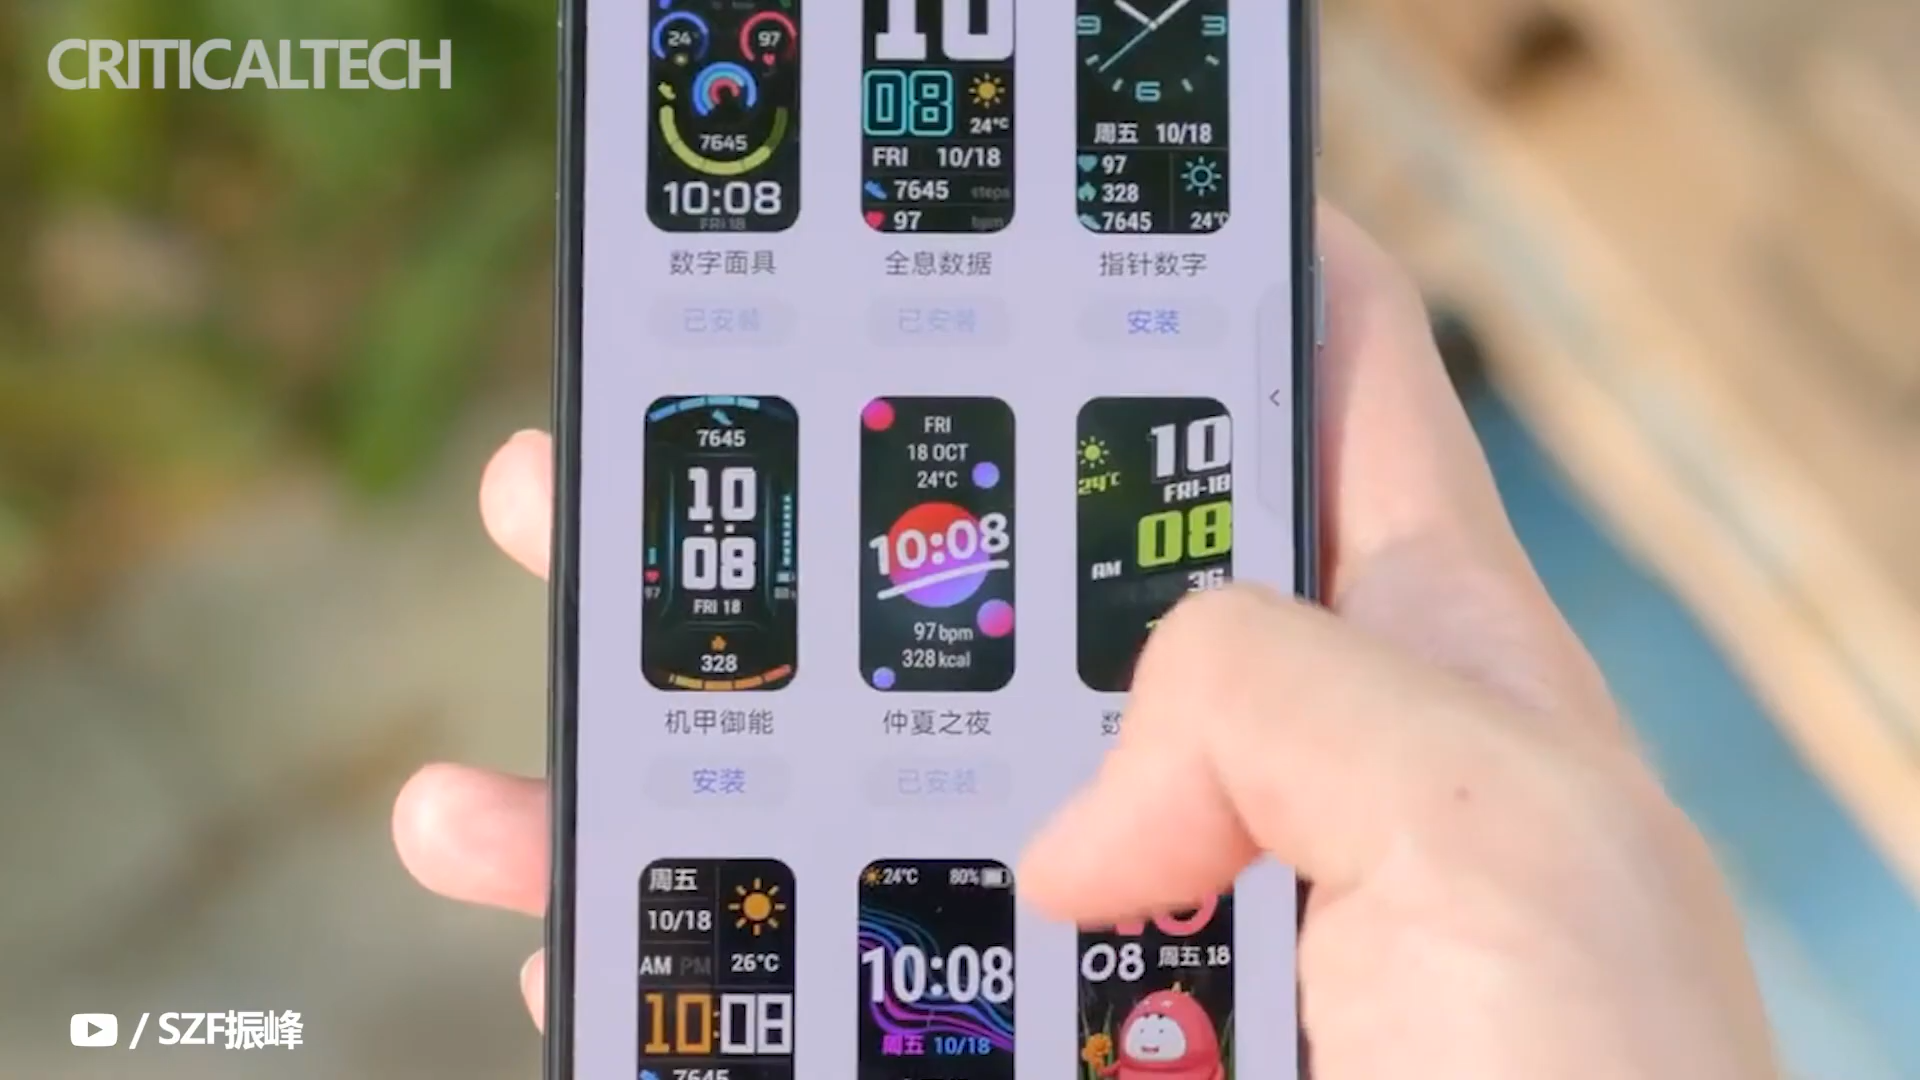 CRITICALTECH
24
97
7645
10:08
FRI 18
10
08
24°C
FRI 10/18
7645 steps
97 bpm
9
3
6
周五 10/18
97
328
7645
24°C
数字面具
全息数据
指针数字
已安装
已安装
安装
7645
10
08
97
FRI 18
328
FRI
18 OCT
24°C
10:08
97 bpm
328 kcal
24°C
10
FRI-18
08
AM
36
机甲御能
仲夏之夜
数
安装
已安装
周五
10/18
AM PM
26°C
10:08
7645
24°C 80%
10:08
周五 10/18
08 周五 18
/ SZF振峰